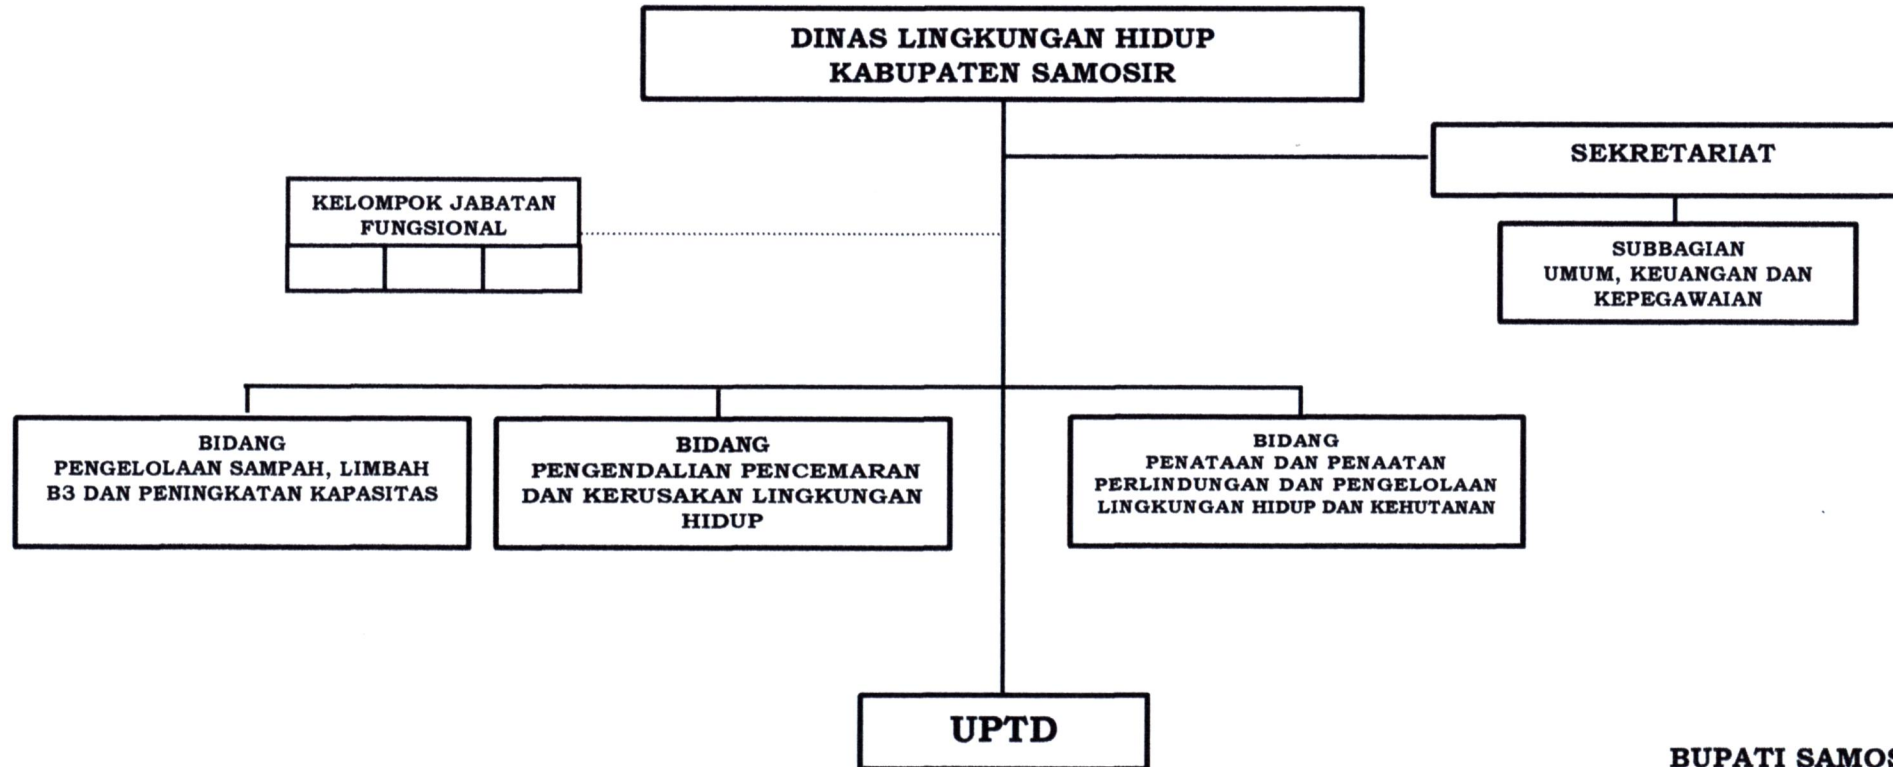 DINAS LINGKUNGAN HIDUP
KABUPATEN SAMOSIR
SEKRETARIAT
KELOMPOK JABATAN
FUNGSIONAL
SUBBAGIAN
UMUM, KEUANGAN DAN
KEPEGAWAIAN
BIDANG
PENGELOLAAN SAMPAH, LIMBAH
B3 DAN PENINGKATAN KAPASITAS
BIDANG
PENGENDALIAN PENCEMARAN
DAN KERUSAKAN LINGKUNGAN
HIDUP
BIDANG
PENATAAN DAN PENAATAN
PERLINDUNGAN DAN PENGELOLAAN
LINGKUNGAN HIDUP DAN KEHUTANAN
UPTD
BUPATI